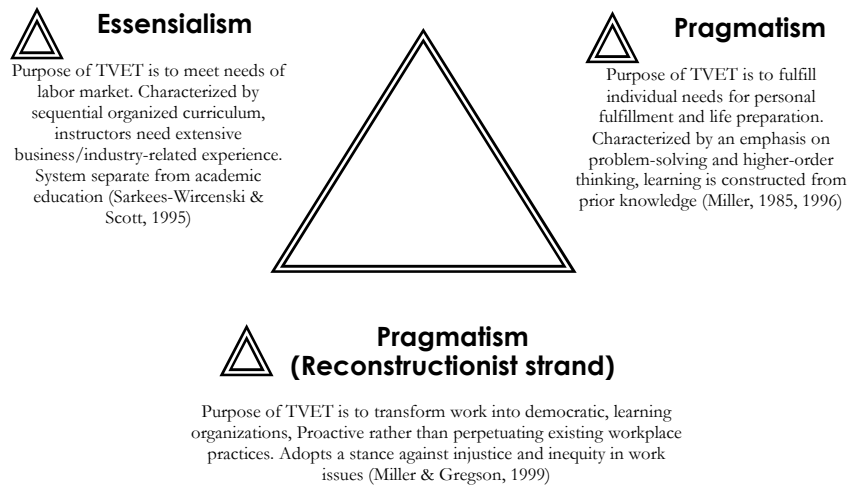 Essensialism
Purpose of TVET is to meet needs of
labor market. Characterized by
sequential organized curriculum,
instructors need extensive
business/industry-related experience.
System separate from academic
education (Sarkees-Wircenski &
Scott, 1995)
Pragmatism
Purpose of TVET is to fulfill
individual needs for personal
fulfillment and life preparation.
Characterized by an emphasis on
problem-solving and higher-order
thinking, learning is constructed from
prior knowledge (Miller, 1985, 1996)
Pragmatism
(Reconstructionist strand)
Purpose of TVET is to transform work into democratic, learning
organizations, Proactive rather than perpetuating existing workplace
practices. Adopts a stance against injustice and inequity in work
issues (Miller & Gregson, 1999)